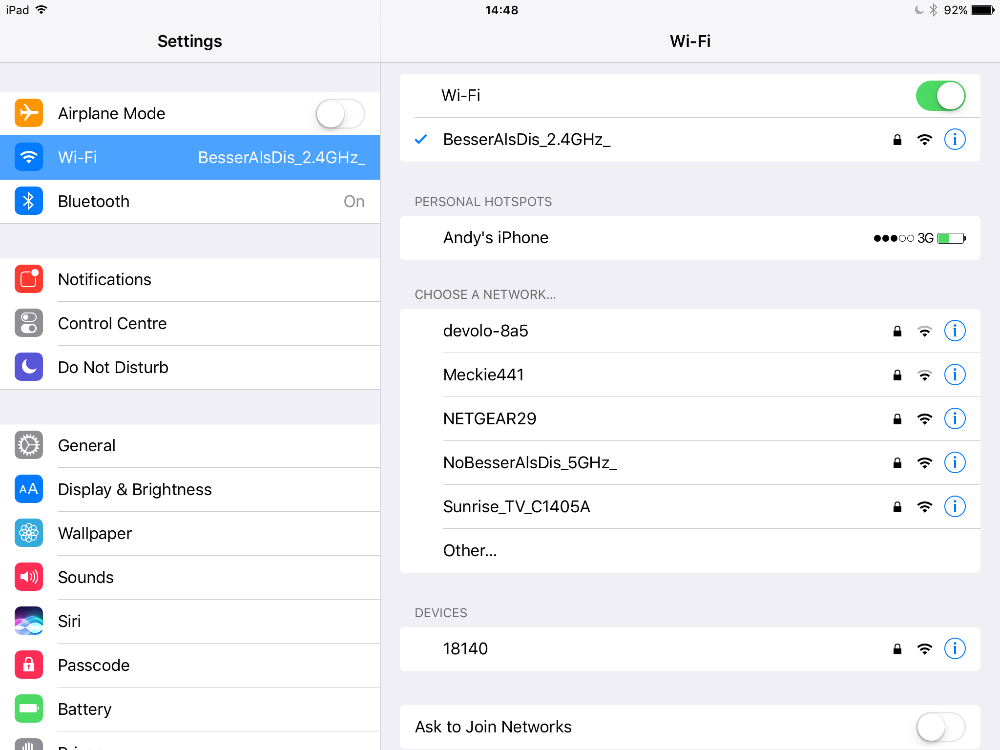 iPad
14:48
92%
Settings
Wi-Fi
Airplane Mode
Wi-Fi BesserAlsDis_2.4GHz_
Bluetooth On
Notifications
Control Centre
Do Not Disturb
General
AA Display & Brightness
Wallpaper
Sounds
Siri
Passcode
Battery
Wi-Fi
BesserAlsDis_2.4GHz_
PERSONAL HOTSPOTS
Andy's iPhone 3G
CHOOSE A NETWORK...
devolo-8a5
Meckie441
NETGEAR29
NoBesserAlsDis_5GHz_
Sunrise_TV_C1405A
Other...
DEVICES
18140
Ask to Join Networks